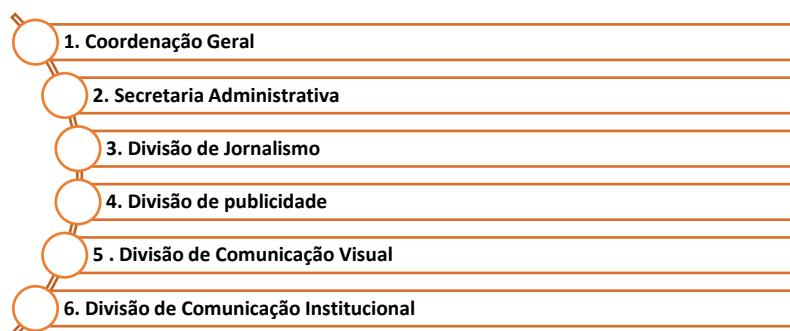 1. Coordenação Geral
2. Secretaria Administrativa
3. Divisão de Jornalismo
4. Divisão de publicidade
5 . Divisão de Comunicação Visual
6. Divisão de Comunicação Institucional